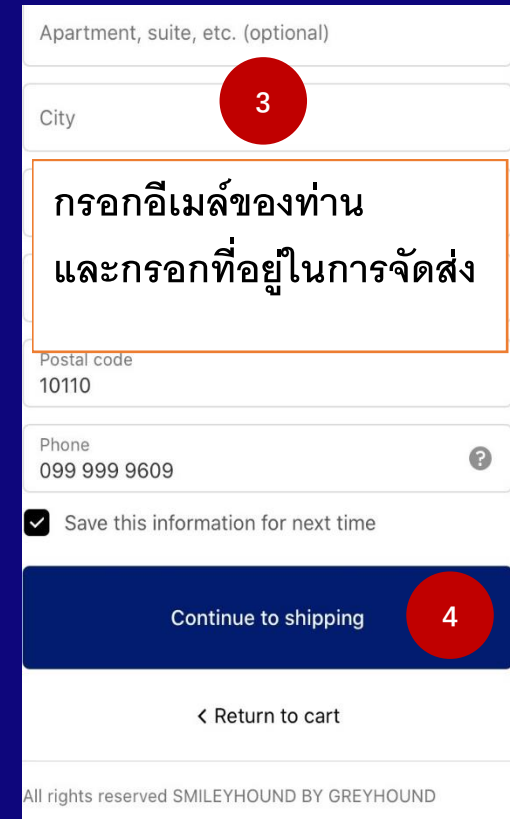 Apartment, suite, etc. (optional)
3
City
กรอกอีเมล์ของท่าน
และกรอกที่อยู่ในการจัดส่ง
Postal code
10110
Phone
099 999 9609
?
Save this information for next time
Continue to shipping
4
< Return to cart
All rights reserved SMILEYHOUND BY GREYHOUND